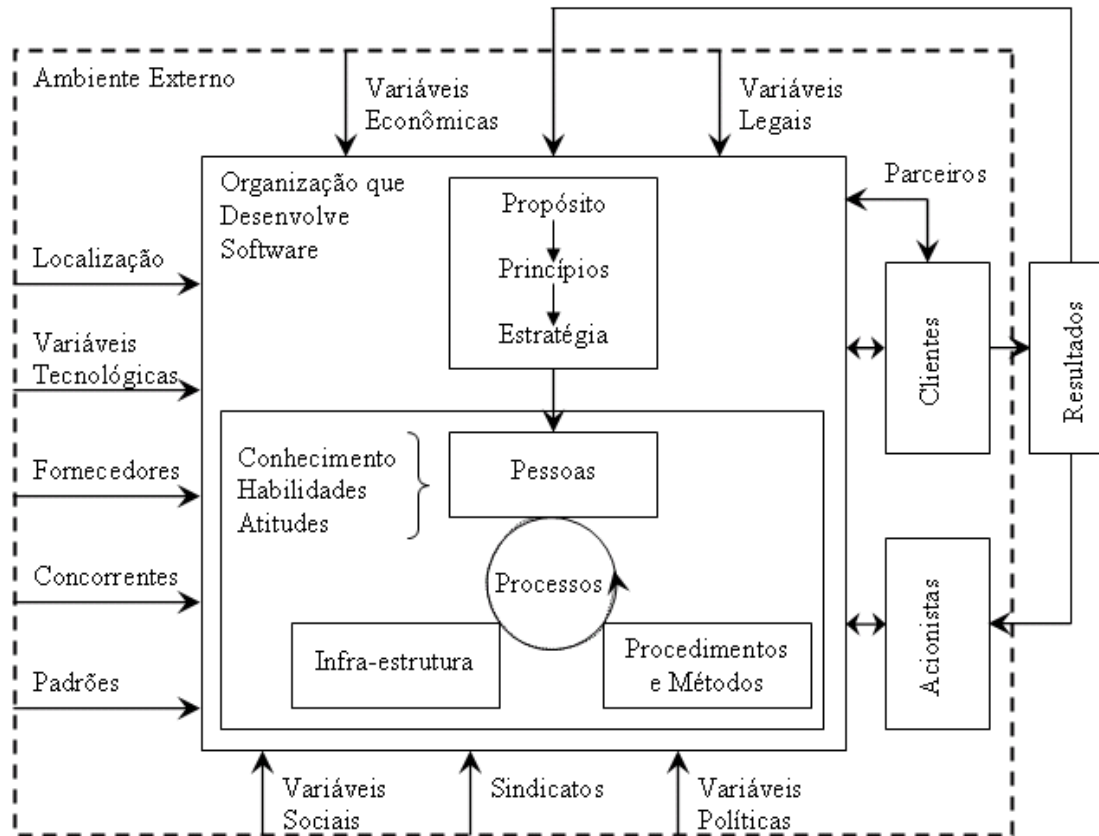 Ambiente Externo
Variáveis
Econômicas
Variáveis
Legais
Organização que
Desenvolve
Software
Propósito
Princípios
Estratégia
Parceiros
Localização
Variáveis
Tecnológicas
Fornecedores
Concorrentes
Padrões
Conhecimento
Habilidades
Atitudes
Pessoas
Processos
Infra-estrutura
Procedimentos
e Métodos
Clientes
Resultados
Acionistas
Variáveis
Sociais
Sindicatos
Variáveis
Políticas